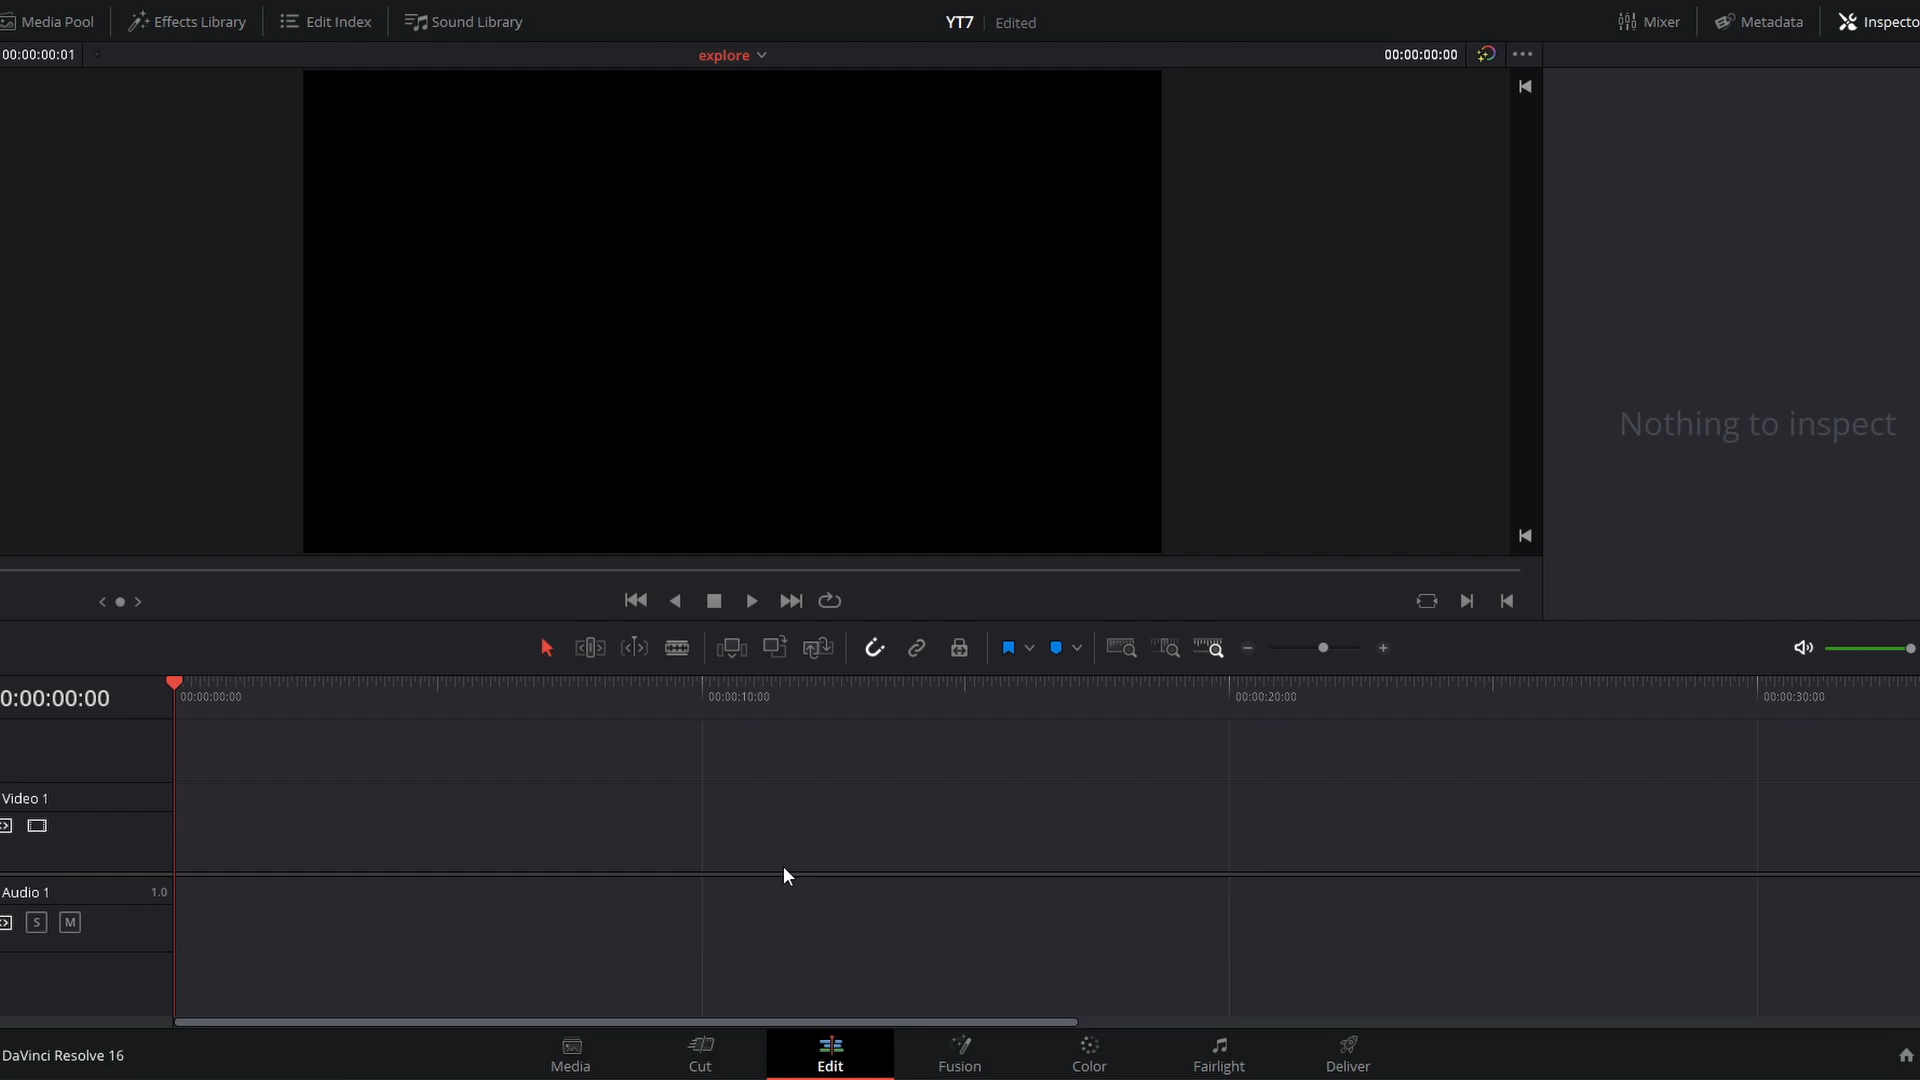 Media Pool
Effects Library
Edit Index
Sound Library
YT7
Edited
Mixer
Metadata
Inspecto
00:00:00:01
explore
00:00:00:00
Nothing to inspect
0:00:00:00
00:00:00:00
00:00:10:00
00:00:20:00
00:00:30:00
Video 1
Audio 1
1.0
S
M
DaVinci Resolve 16
Media
Cut
Edit
Fusion
Color
Fairlight
Deliver